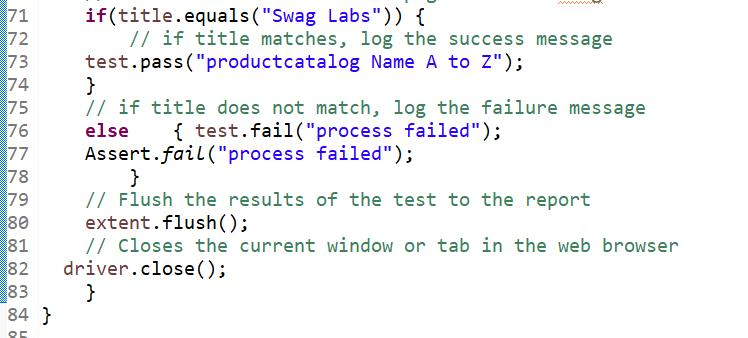 71 if(title.equals("Swag Labs")) {
72 // if title matches, log the success message
73 test.pass("productcatalog Name A to Z");
74 }
75 // if title does not match, log the failure message
76 else { test.fail("process failed");
77 Assert.fail("process failed");
78 }
79 // Flush the results of the test to the report
80 extent.flush();
81 // Closes the current window or tab in the web browser
82 driver.close();
83 }
84 }